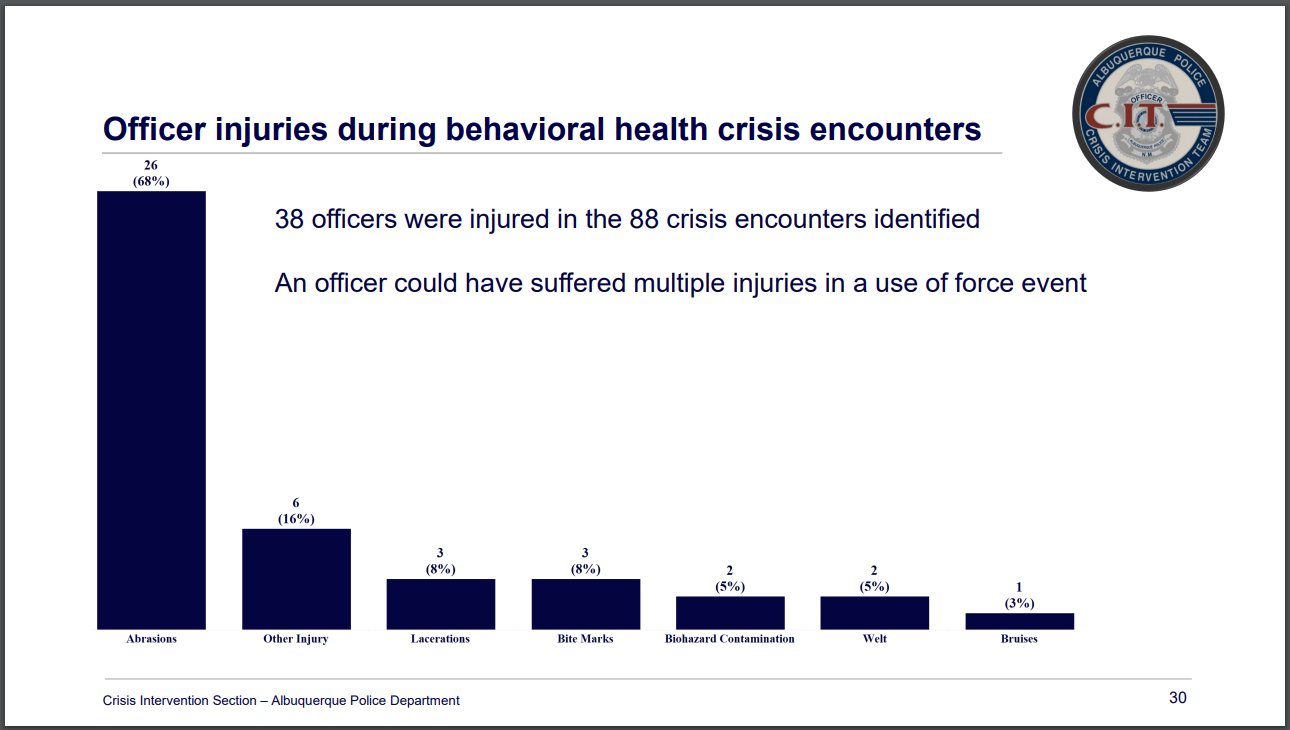 ALBUQUERQUE POLICE
OFFICER
C.I.T.
CRISIS INTERVENTION TEAM
Officer injuries during behavioral health crisis encounters
26
(68%)
38 officers were injured in the 88 crisis encounters identified
An officer could have suffered multiple injuries in a use of force event
6
(16%)
3
(8%)
3
(8%)
2
(5%)
2
(5%)
1
(3%)
Abrasions
Other Injury
Lacerations
Bite Marks
Biohazard Contamination
Welt
Bruises
Crisis Intervention Section – Albuquerque Police Department
30